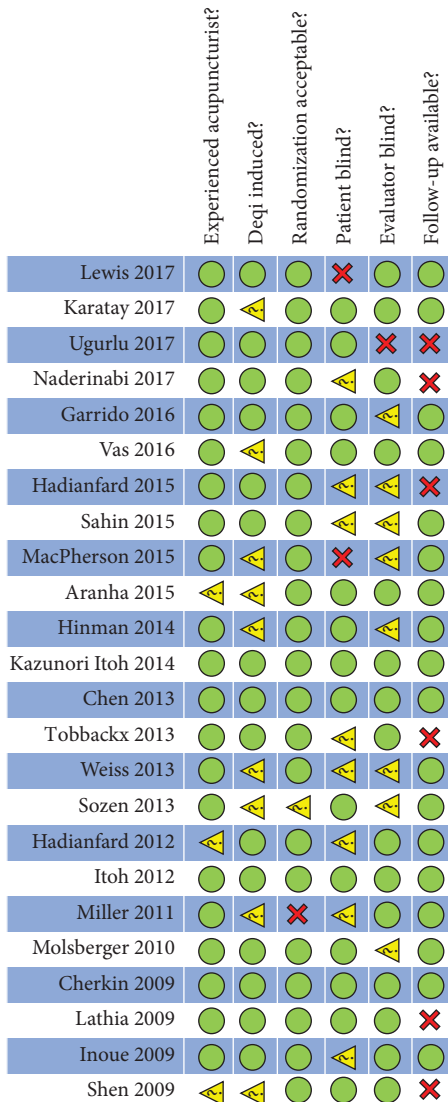 Experienced acupuncturist?
Deqi induced?
Randomization acceptable?
Patient blind?
Evaluator blind?
Follow-up available?
Lewis 2017
Karatay 2017
?
Ugurlu 2017
Naderinabi 2017
?
Garrido 2016
?
Vas 2016
?
Hadianfard 2015
? ?
Sahin 2015
? ?
MacPherson 2015
? ?
Aranha 2015
? ?
Hinman 2014
? ?
Kazunori Itoh 2014
Chen 2013
Tobbackx 2013
?
Weiss 2013
? ? ?
Sozen 2013
? ? ?
Hadianfard 2012
? ?
Itoh 2012
Miller 2011
? ?
Molsberger 2010
?
Cherkin 2009
Lathia 2009
Inoue 2009
?
Shen 2009
? ?